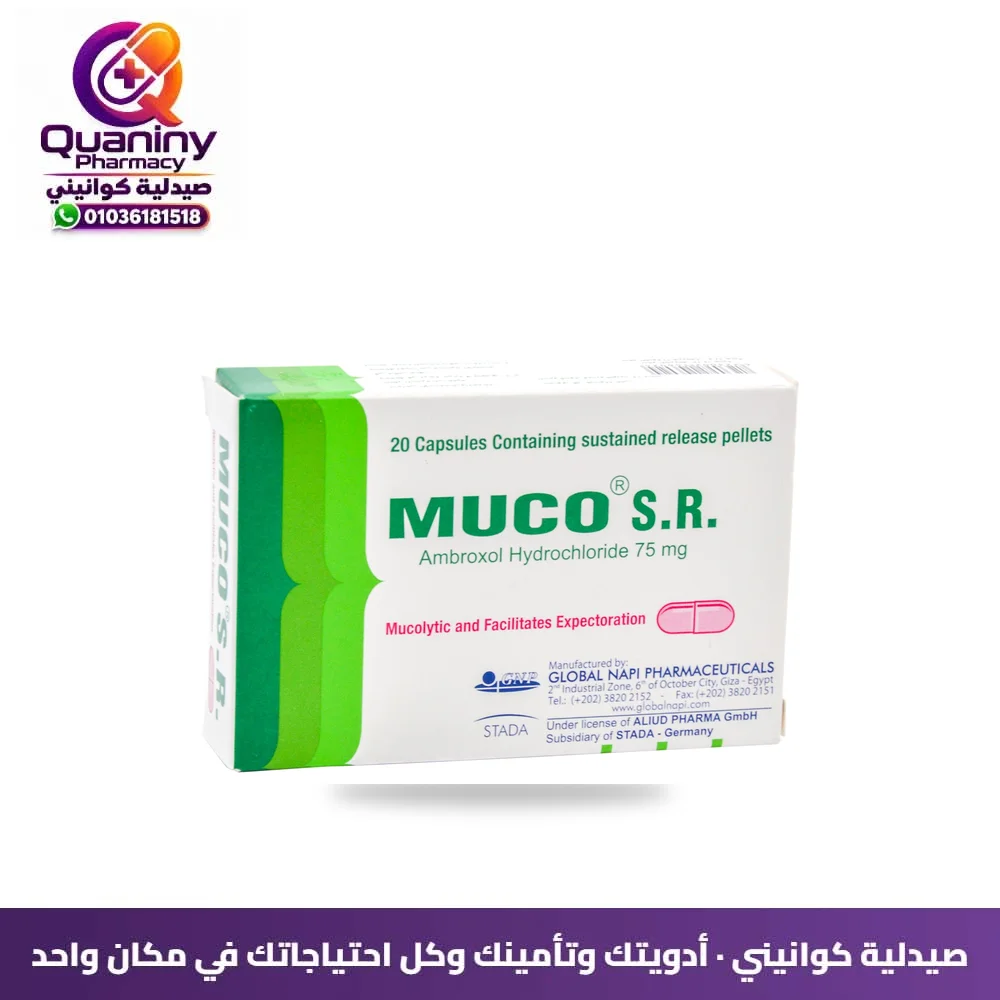 Quaniny
Pharmacy
صيدلية كوانيني
01036181518
20 Capsules Containing sustained release pellets
MUCO® S.R.
Ambroxol Hydrochloride 75 mg
Mucolytic and Facilitates Expectoration
MUCO® S.R.
GNP
Manufactured by:
GLOBAL NAPI PHARMACEUTICALS
2nd Industrial Zone, 6th of October City, Giza - Egypt
Tel.: (+202) 3820 2152 - Fax: (+202) 3820 2151
www.globalnapi.com
STADA
Under license of ALIUD PHARMA GmbH
Subsidiary of STADA - Germany
صيدلية كوانيني · أدويتك وتأمينك وكل احتياجاتك في مكان واحد